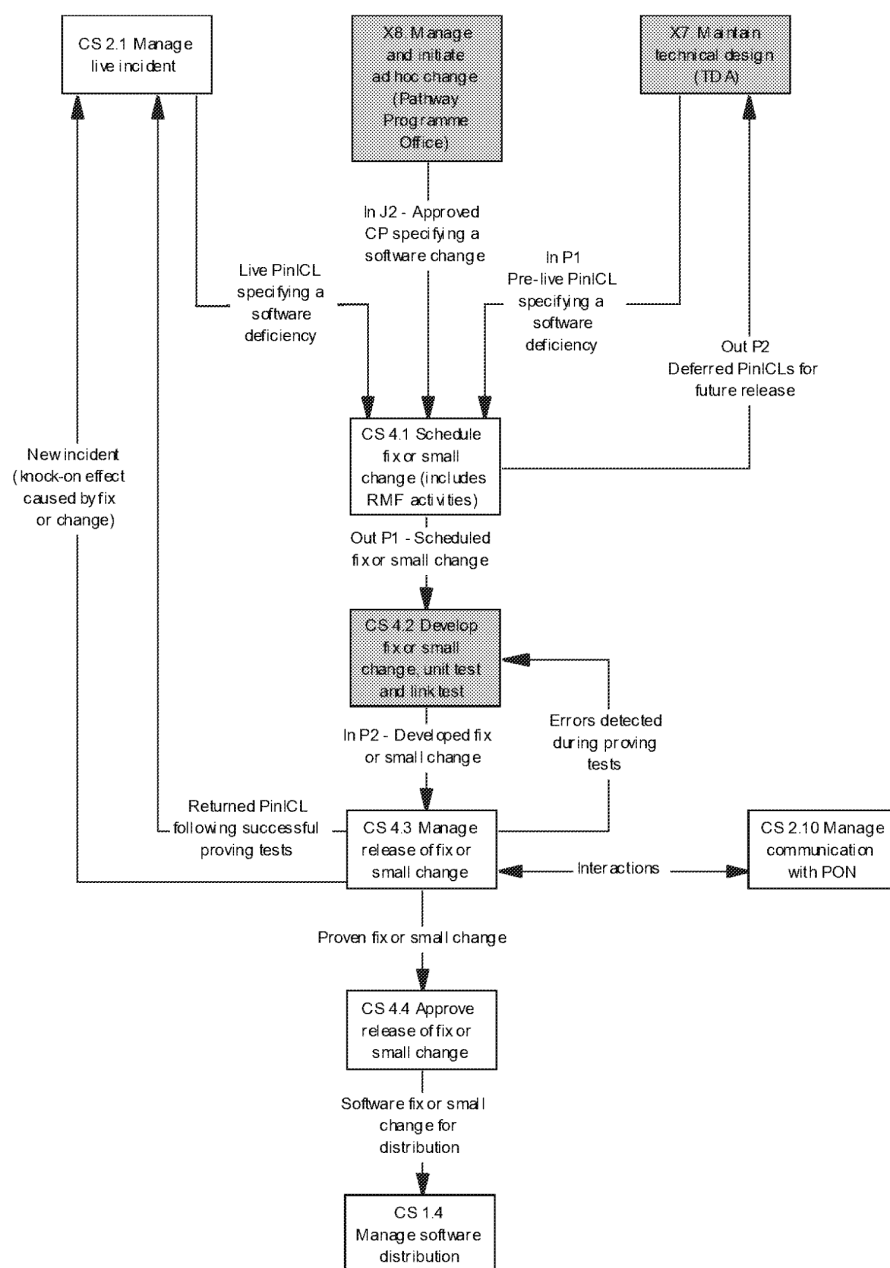 CS 2.1 Manage
live incident
X8 Manage
and initiate
ad hoc change
(Pathway
Programme
Office)
X7 Maintain
technical design
(TDA)
In J2 - Approved
CP specifying a
software change
Live PinICL
specifying a
software
deficiency
In P1
Pre-live PinICL
specifying a
software
deficiency
Out P2
Deferred PinICLs for
future release
CS 4.1 Schedule
fix or small
change (includes
RMF activities)
New incident
(knock-on effect
caused by fix
or change)
Out P1 - Scheduled
fix or small change
CS 4.2 Develop
fix or small
change, unit test
and link test
In P2 - Developed fix
or small change
Errors detected
during proving
tests
Returned PinICL
following successful
proving tests
CS 4.3 Manage
release of fix or
small change
Interactions
CS 2.10 Manage
communication
with PON
Proven fix or small change
CS 4.4 Approve
release of fix or
small change
Software fix or small
change for
distribution
CS 1.4
Manage software
distribution